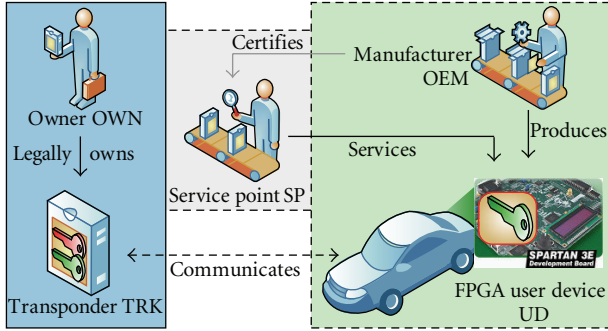 Certifies
Manufacturer
OEM
Owner OWN
Legally
owns
Produces
Services
Service point SP
SPARTAN 3E
Development Board
Communicates
Transponder TRK
FPGA user device
UD